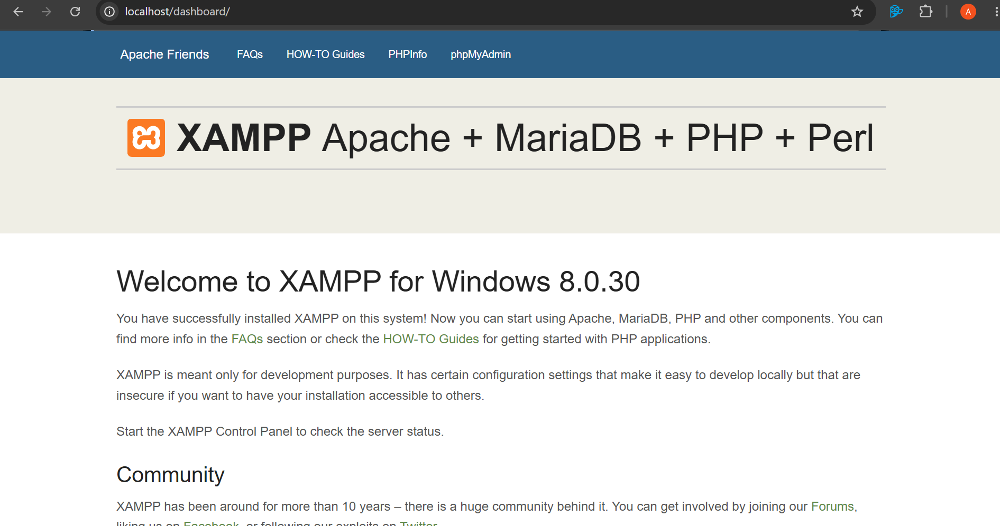 localhost/dashboard/
A
Apache Friends FAQs HOW-TO Guides PHPInfo phpMyAdmin
XAMPP Apache + MariaDB + PHP + Perl
Welcome to XAMPP for Windows 8.0.30
You have successfully installed XAMPP on this system! Now you can start using Apache, MariaDB, PHP and other components. You can
find more info in the FAQs section or check the HOW-TO Guides for getting started with PHP applications.
XAMPP is meant only for development purposes. It has certain configuration settings that make it easy to develop locally but that are
insecure if you want to have your installation accessible to others.
Start the XAMPP Control Panel to check the server status.
Community
XAMPP has been around for more than 10 years – there is a huge community behind it. You can get involved by joining our Forums,
liking us on Facebook, or following our exploits on Twitter.